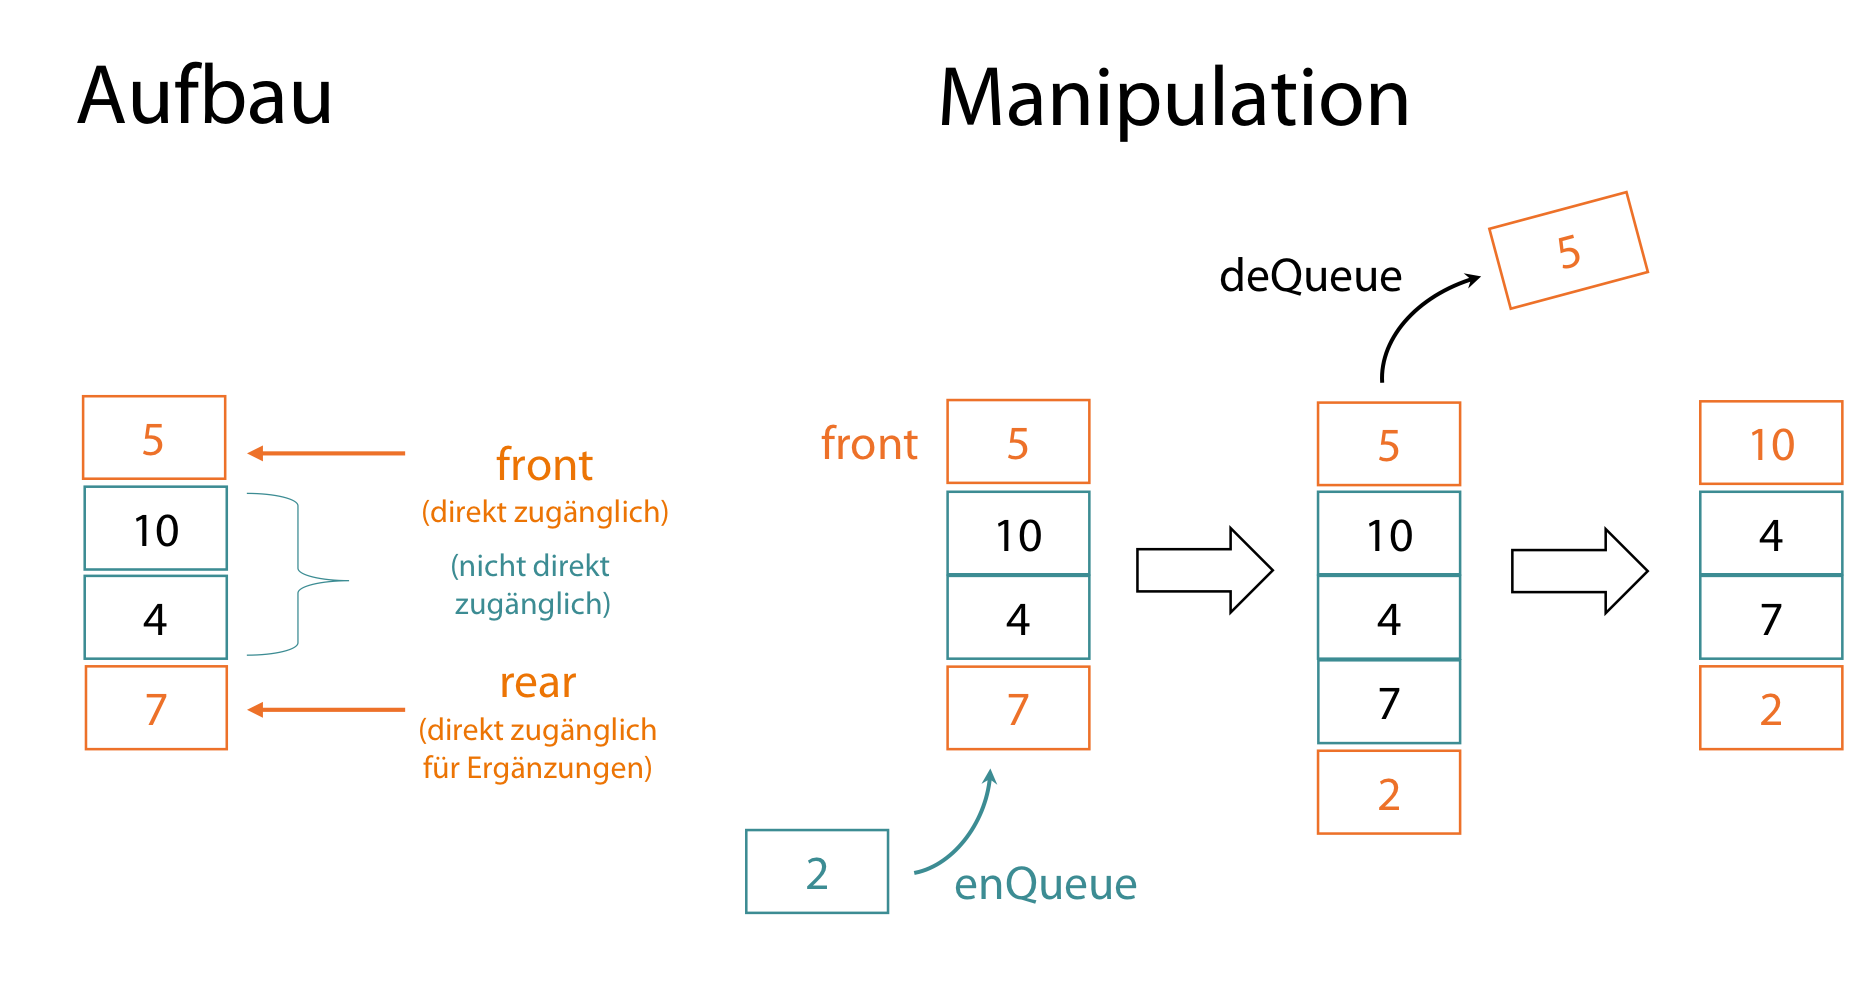 Aufbau
5
10
4
7
front
(direkt zugänglich)
(nicht direkt
zugänglich)
rear
(direkt zugänglich
für Ergänzungen)
Manipulation
front
5
10
4
7
2
enQueue
deQueue
5
5
10
4
7
2
10
4
7
2